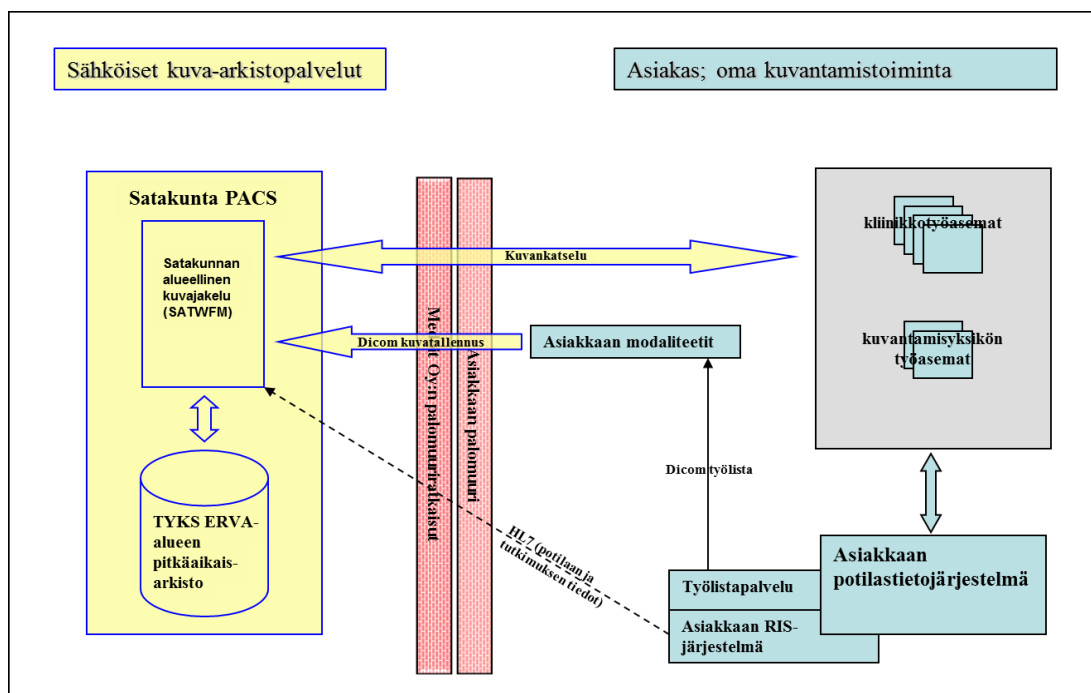 Sähköiset kuva-arkistopalvelut
Asiakas; oma kuvantamistoiminta
Satakunta PACS
Satakunnan
alueellinen
kuvajakelu
(SATWFM)
TYKS ERVA-
alueen
pitkäaikais-
arkisto
Kuvankatselu
Dicom kuvatallennus
Oy:n palomuuriratkaisut
Asiakkaan palomuuri
Asiakkaan modaliteetit
Dicom työlista
HL7 (potilaan ja
tutkimuksen tiedot)
kliinikkotyöasemat
kuvantamisyksikön
työasemat
Asiakkaan
potilastietojärjestelmä
Työlistapalvelu
Asiakkaan RIS-
järjestelmä